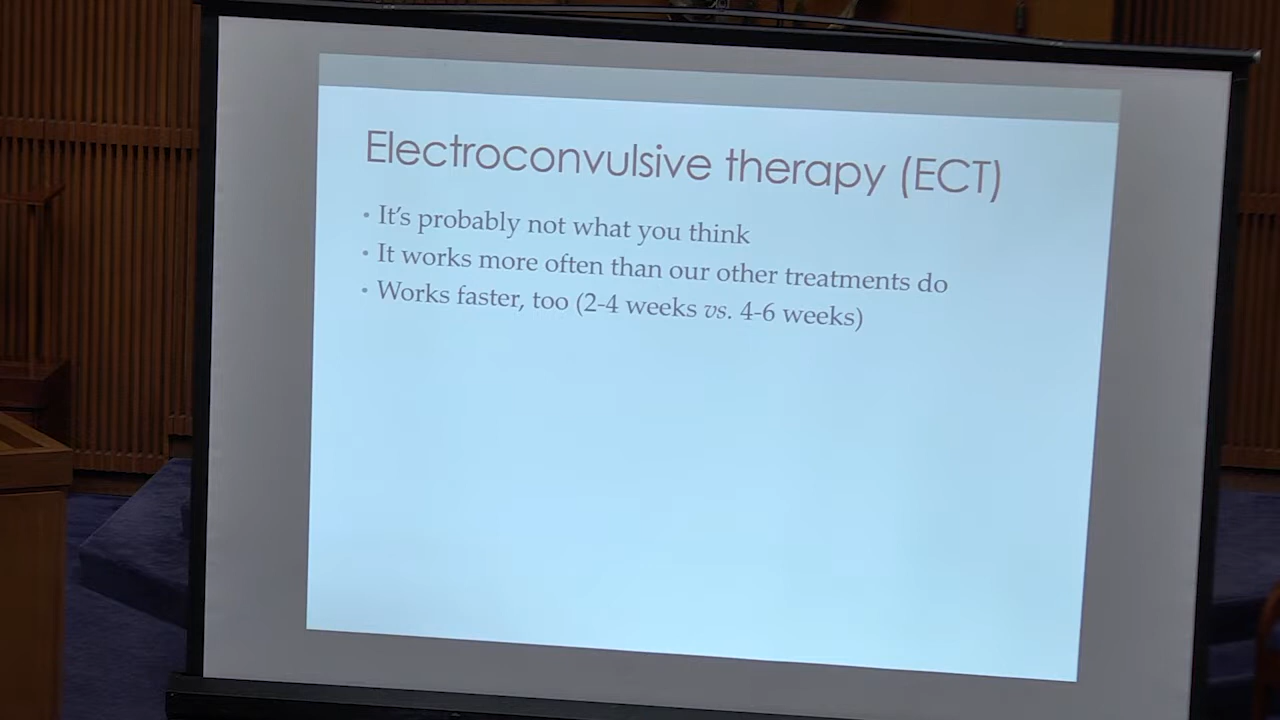 Electroconvulsive therapy (ECT)
• It's probably not what you think
• It works more often than our other treatments do
• Works faster, too (2-4 weeks vs. 4-6 weeks)